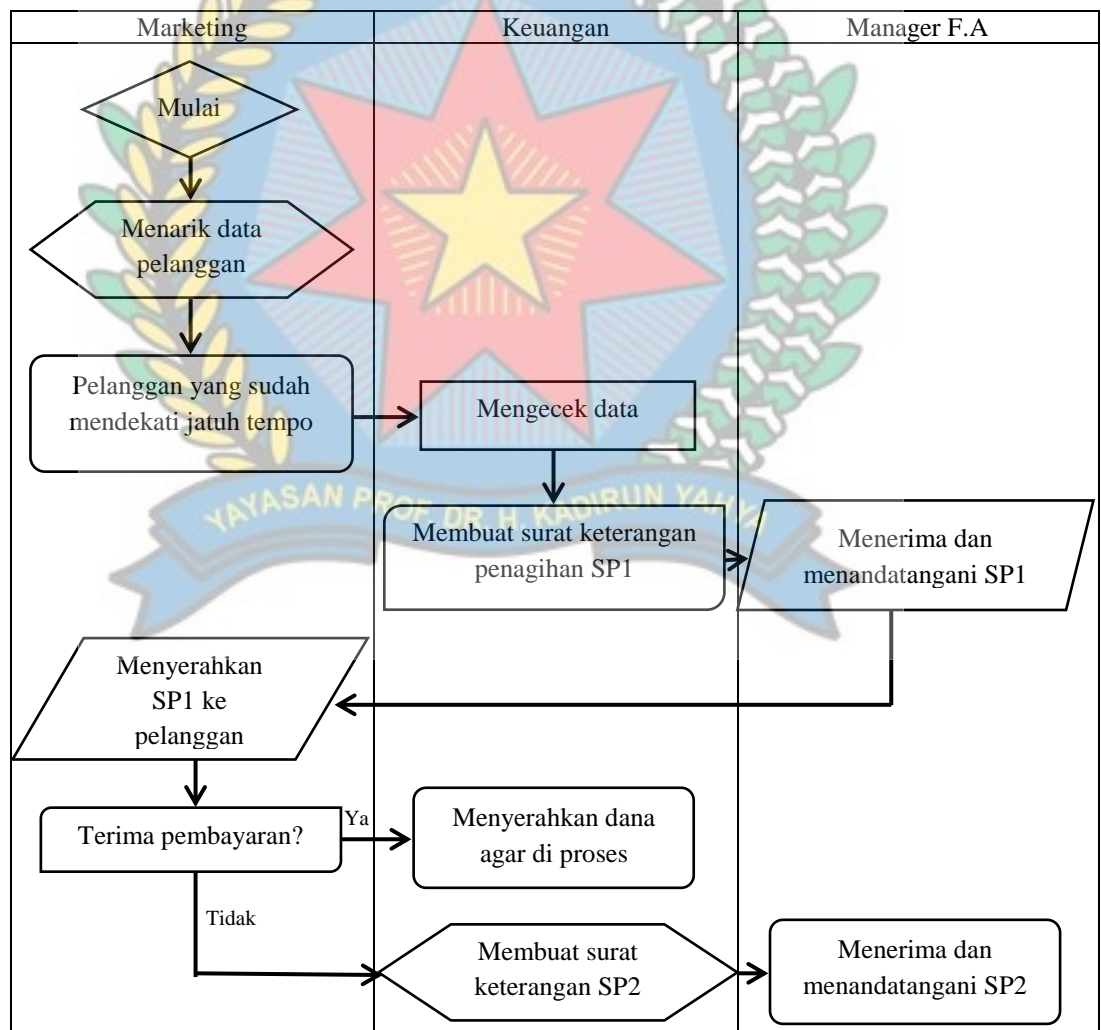 Marketing
Keuangan
Manager F.A
Mulai
Menarik data
pelanggan
Pelanggan yang sudah
mendekati jatuh tempo
Mengecek data
YAYASAN PROF. DR. H. KADIRUN YAHYA
Membuat surat keterangan
penagihan SP1
Menerima dan
menandatangani SP1
Menyerahkan
SP1 ke
pelanggan
Terima pembayaran?
Ya
Menyerahkan dana
agar di proses
Tidak
Membuat surat
keterangan SP2
Menerima dan
menandatangani SP2